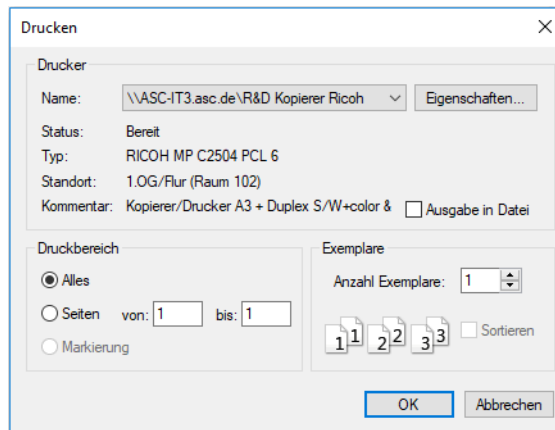 Drucken
Drucker
Name: \\ASC-IT3.asc.de\R&D Kopierer Ricoh Eigenschaften...
Status: Bereit
Typ: RICOH MP C2504 PCL 6
Standort: 1.OG/Flur (Raum 102)
Kommentar: Kopierer/Drucker A3 + Duplex S/W+color & Ausgabe in Datei
Druckbereich
Alles
Seiten von: 1 bis: 1
Markierung
Exemplare
Anzahl Exemplare: 1
1 1 2 2 3 3 Sortieren
OK Abbrechen